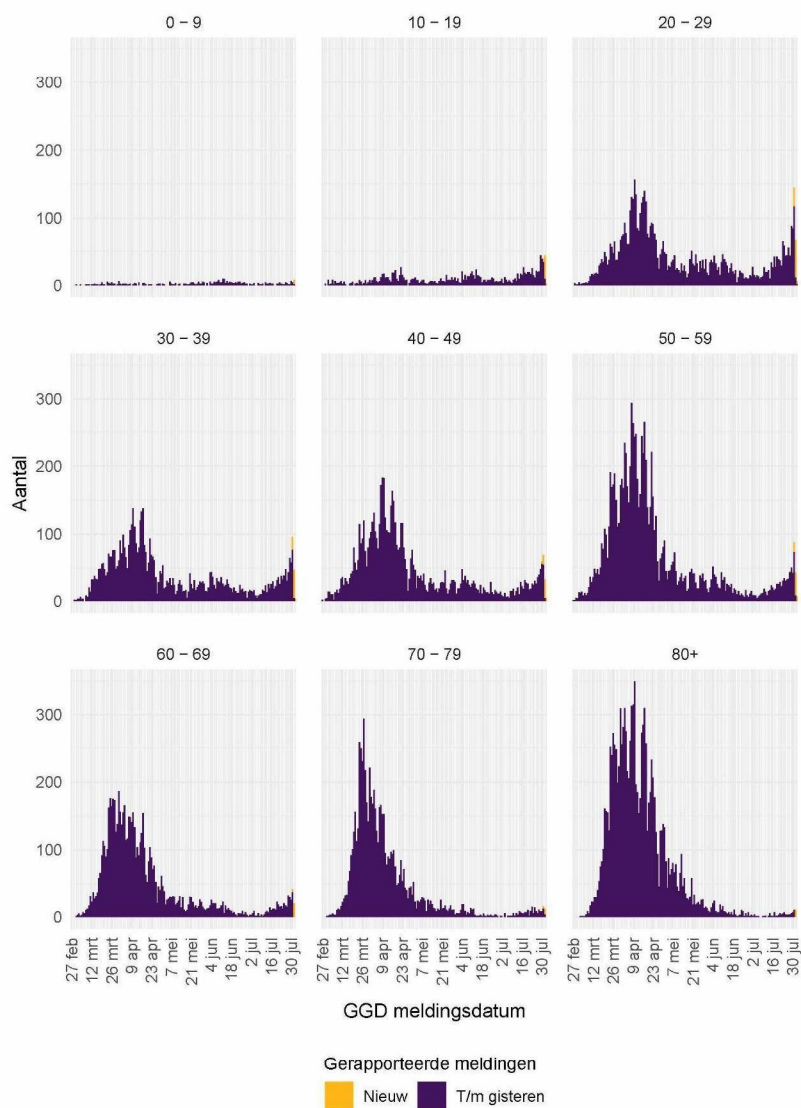 0 – 9
10 – 19
20 – 29
300
200
100
0
30 – 39
40 – 49
50 – 59
300
200
100
0
Aantal
60 – 69
70 – 79
80+
300
200
100
0
27 feb
12 mrt
26 mrt
9 apr
23 apr
7 mei
21 mei
4 jun
18 jun
2 jul
16 jul
30 jul
27 feb
12 mrt
26 mrt
9 apr
23 apr
7 mei
21 mei
4 jun
18 jun
2 jul
16 jul
30 jul
27 feb
12 mrt
26 mrt
9 apr
23 apr
7 mei
21 mei
4 jun
18 jun
2 jul
16 jul
30 jul
GGD meldingsdatum
Gerapporteerde meldingen
Nieuw
T/m gisteren